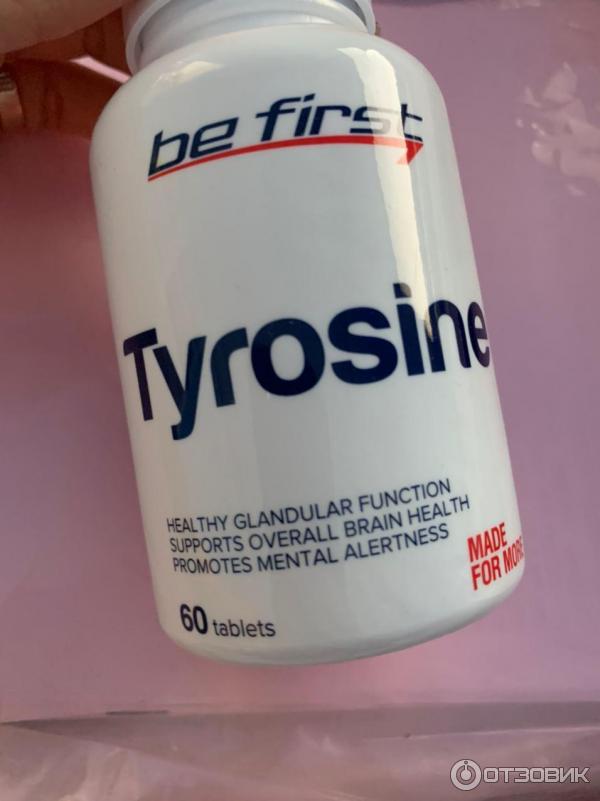 be first
Tyrosine
HEALTHY GLANDULAR FUNCTION
SUPPORTS OVERALL BRAIN HEALTH
PROMOTES MENTAL ALERTNESS
60 tablets
MADE
FOR MORE
ОТЗОВИК